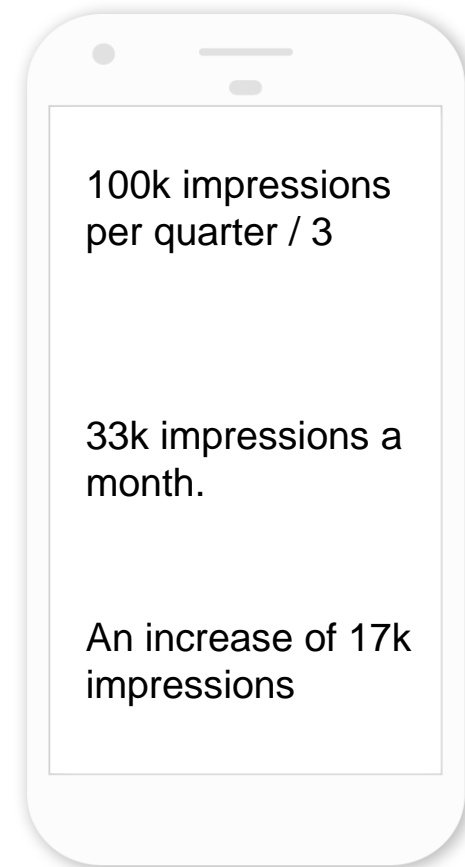 100k impressions
per quarter / 3
33k impressions a
month.
An increase of 17k
impressions